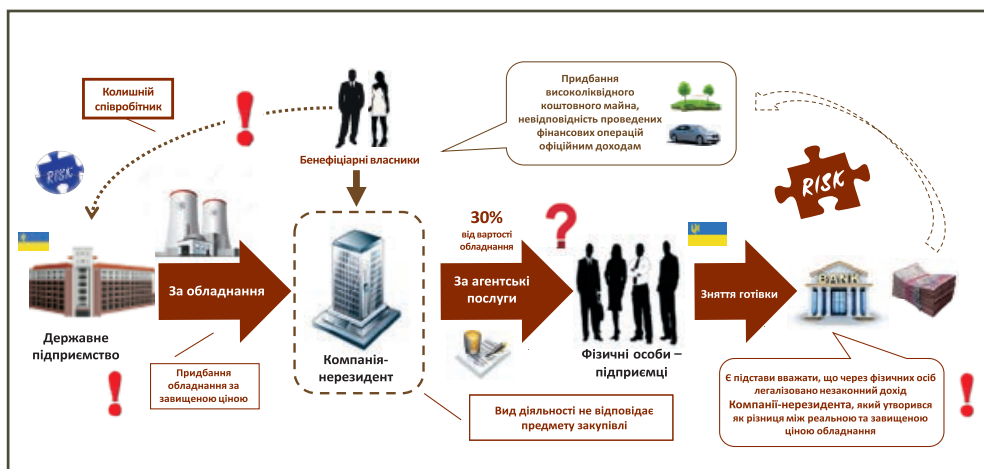 Колишній
співробітник
Бенефіціарні власники
Придбання
високоліквідного
коштовного майна,
невідповідність проведених
фінансових операцій
офіційним доходам
RISK
RISK
За обладнання
30%
від вартості
обладнання
За агентські
послуги
Зняття готівки
BANK
Державне
підприємство
Придбання
обладнання за
завищеною ціною
Компанія-
нерезидент
Фізичні особи –
підприємці
Вид діяльності не відповідає
предмету закупівлі
Є підстави вважати, що через фізичних осіб
легалізовано незаконний дохід
Компанії-нерезидента, який утворився
як різниця між реальною та завищеною
ціною обладнання